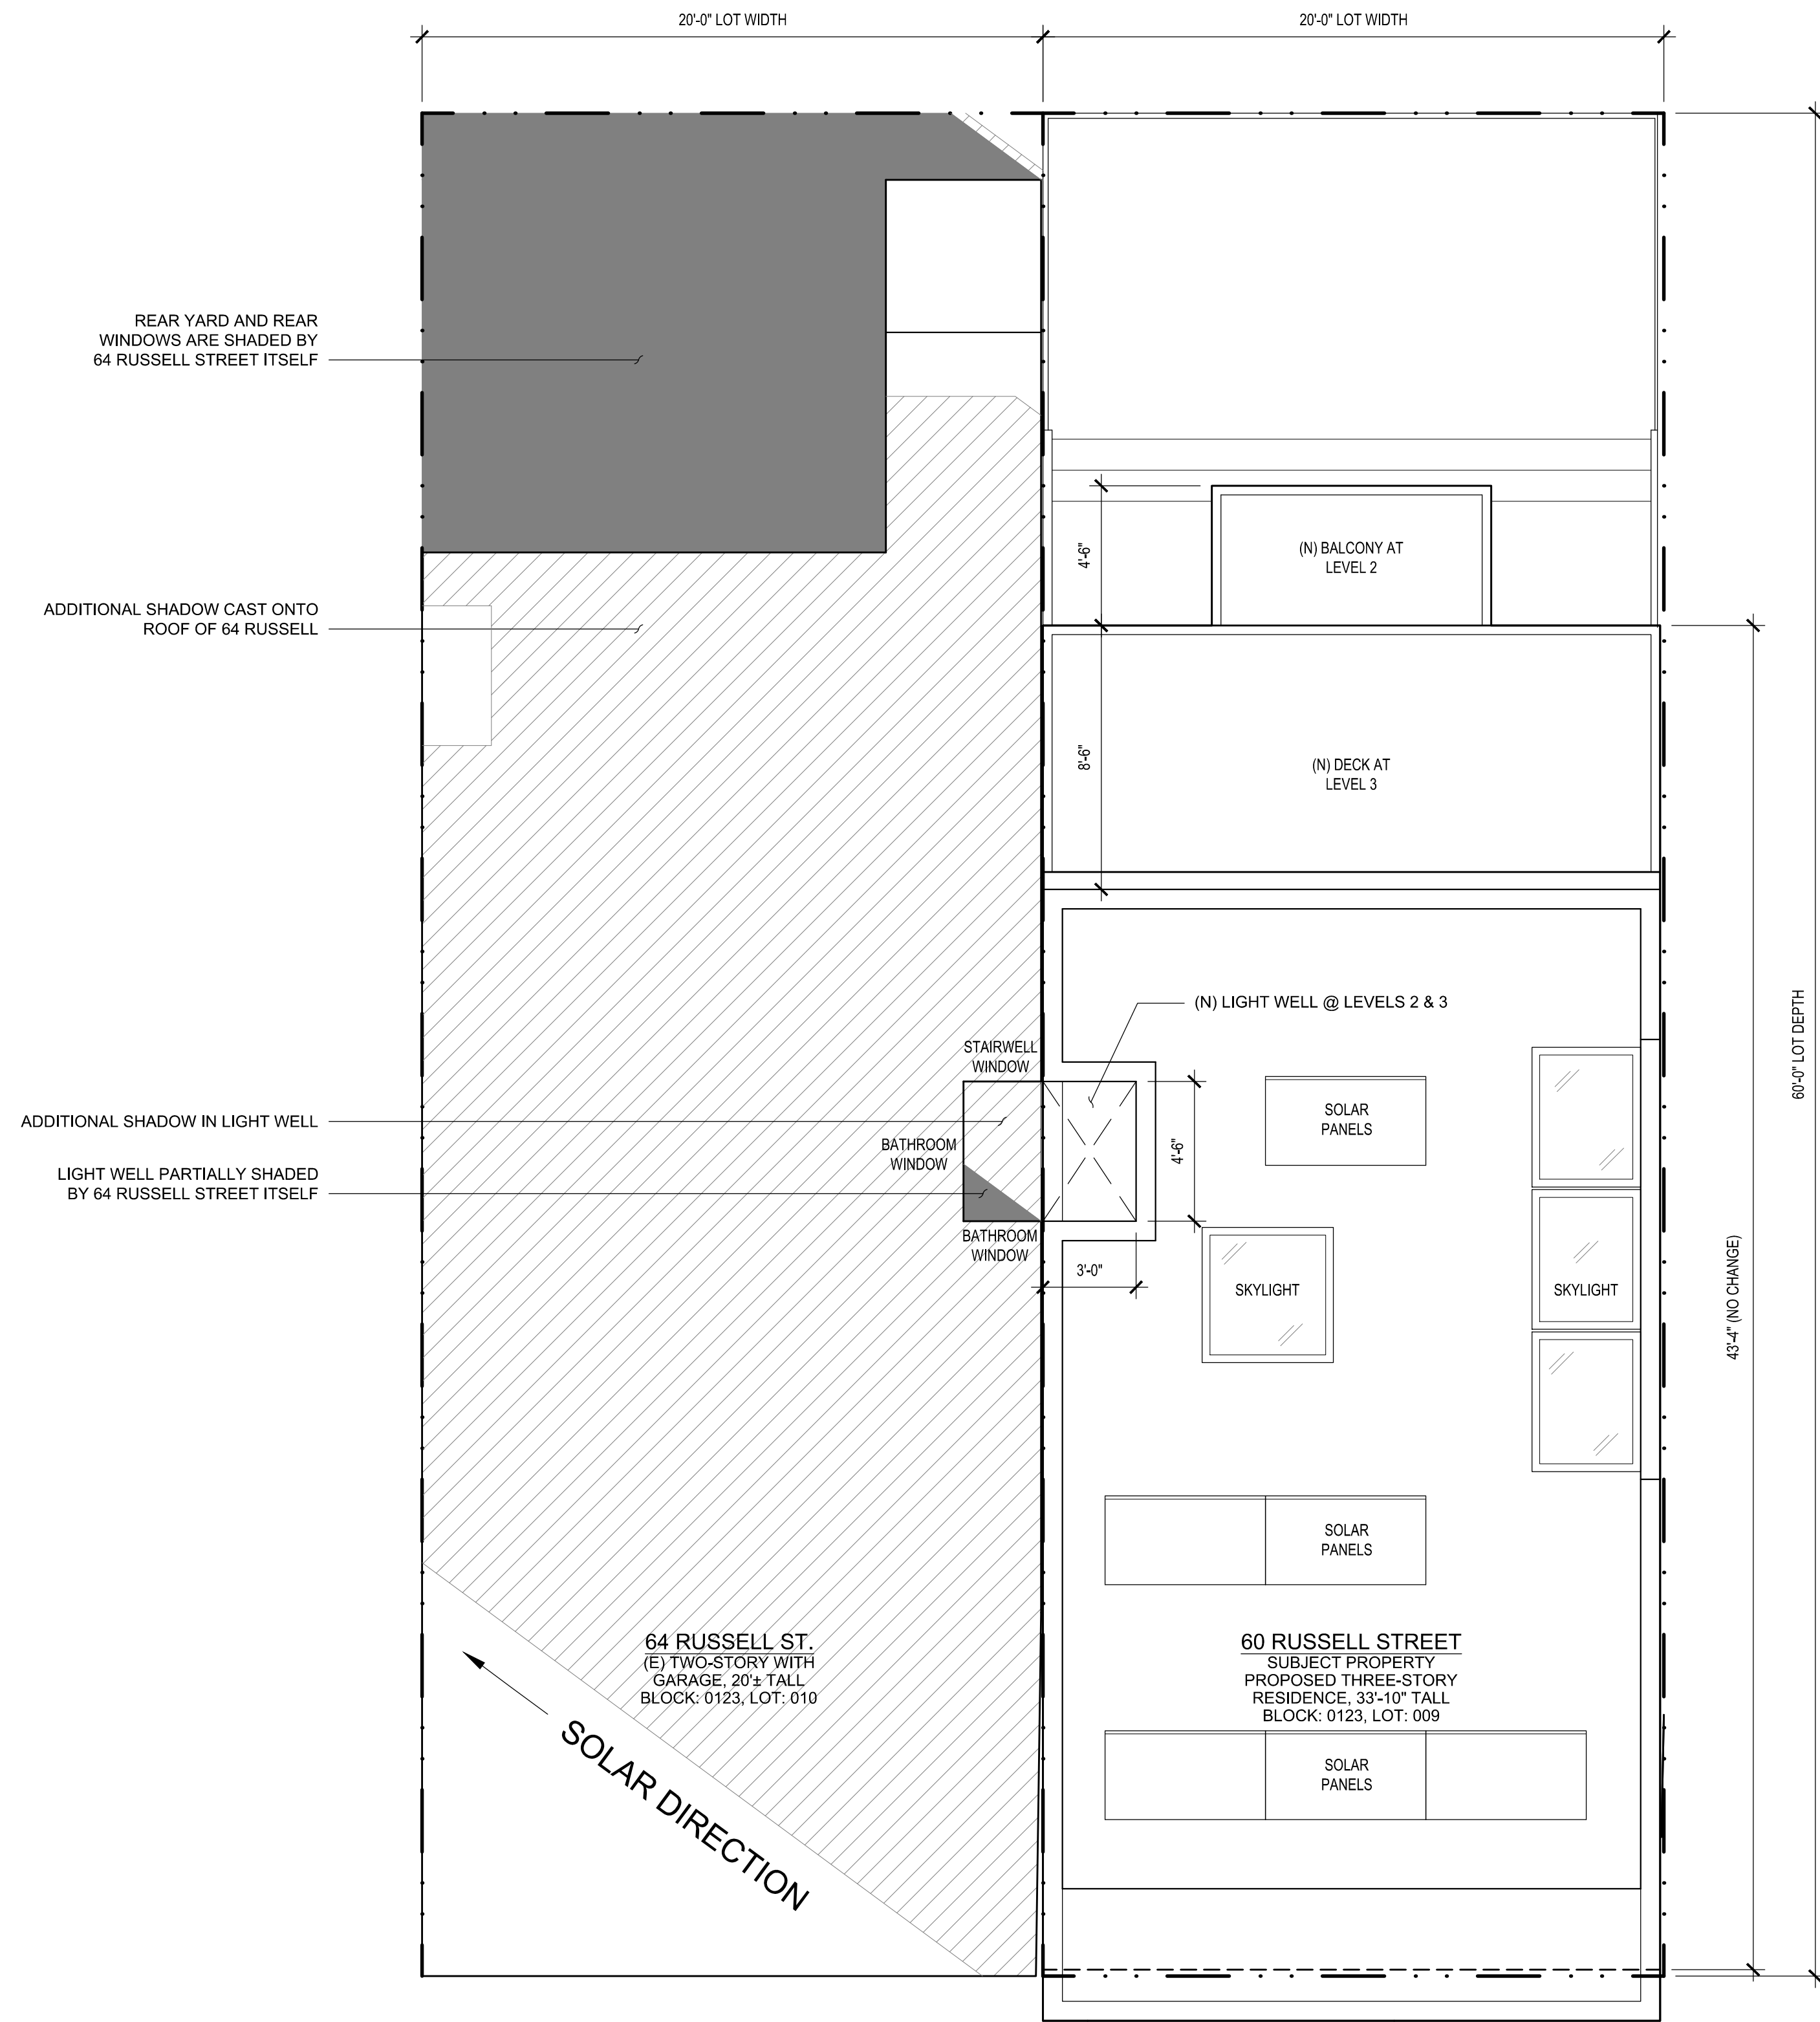 20'-0" LOT WIDTH
20'-0" LOT WIDTH
REAR YARD AND REAR
WINDOWS ARE SHADED BY
64 RUSSELL STREET ITSELF
4'-6"
(N) BALCONY AT
LEVEL 2
ADDITIONAL SHADOW CAST ONTO
ROOF OF 64 RUSSELL
8'-6"
(N) DECK AT
LEVEL 3
(N) LIGHT WELL @ LEVELS 2 & 3
60'-0" LOT DEPTH
STAIRWELL
WINDOW
ADDITIONAL SHADOW IN LIGHT WELL
SOLAR
PANELS
BATHROOM
WINDOW
4'-6"
LIGHT WELL PARTIALLY SHADED
BY 64 RUSSELL STREET ITSELF
BATHROOM
WINDOW
3'-0"
SKYLIGHT
SKYLIGHT
43'-4" (NO CHANGE)
SOLAR
PANELS
64 RUSSELL ST.
(E) TWO-STORY WITH
GARAGE, 20'± TALL
BLOCK: 0123, LOT: 010
60 RUSSELL STREET
SUBJECT PROPERTY
PROPOSED THREE-STORY
RESIDENCE, 33'-10" TALL
BLOCK: 0123, LOT: 009
SOLAR DIRECTION
SOLAR
PANELS